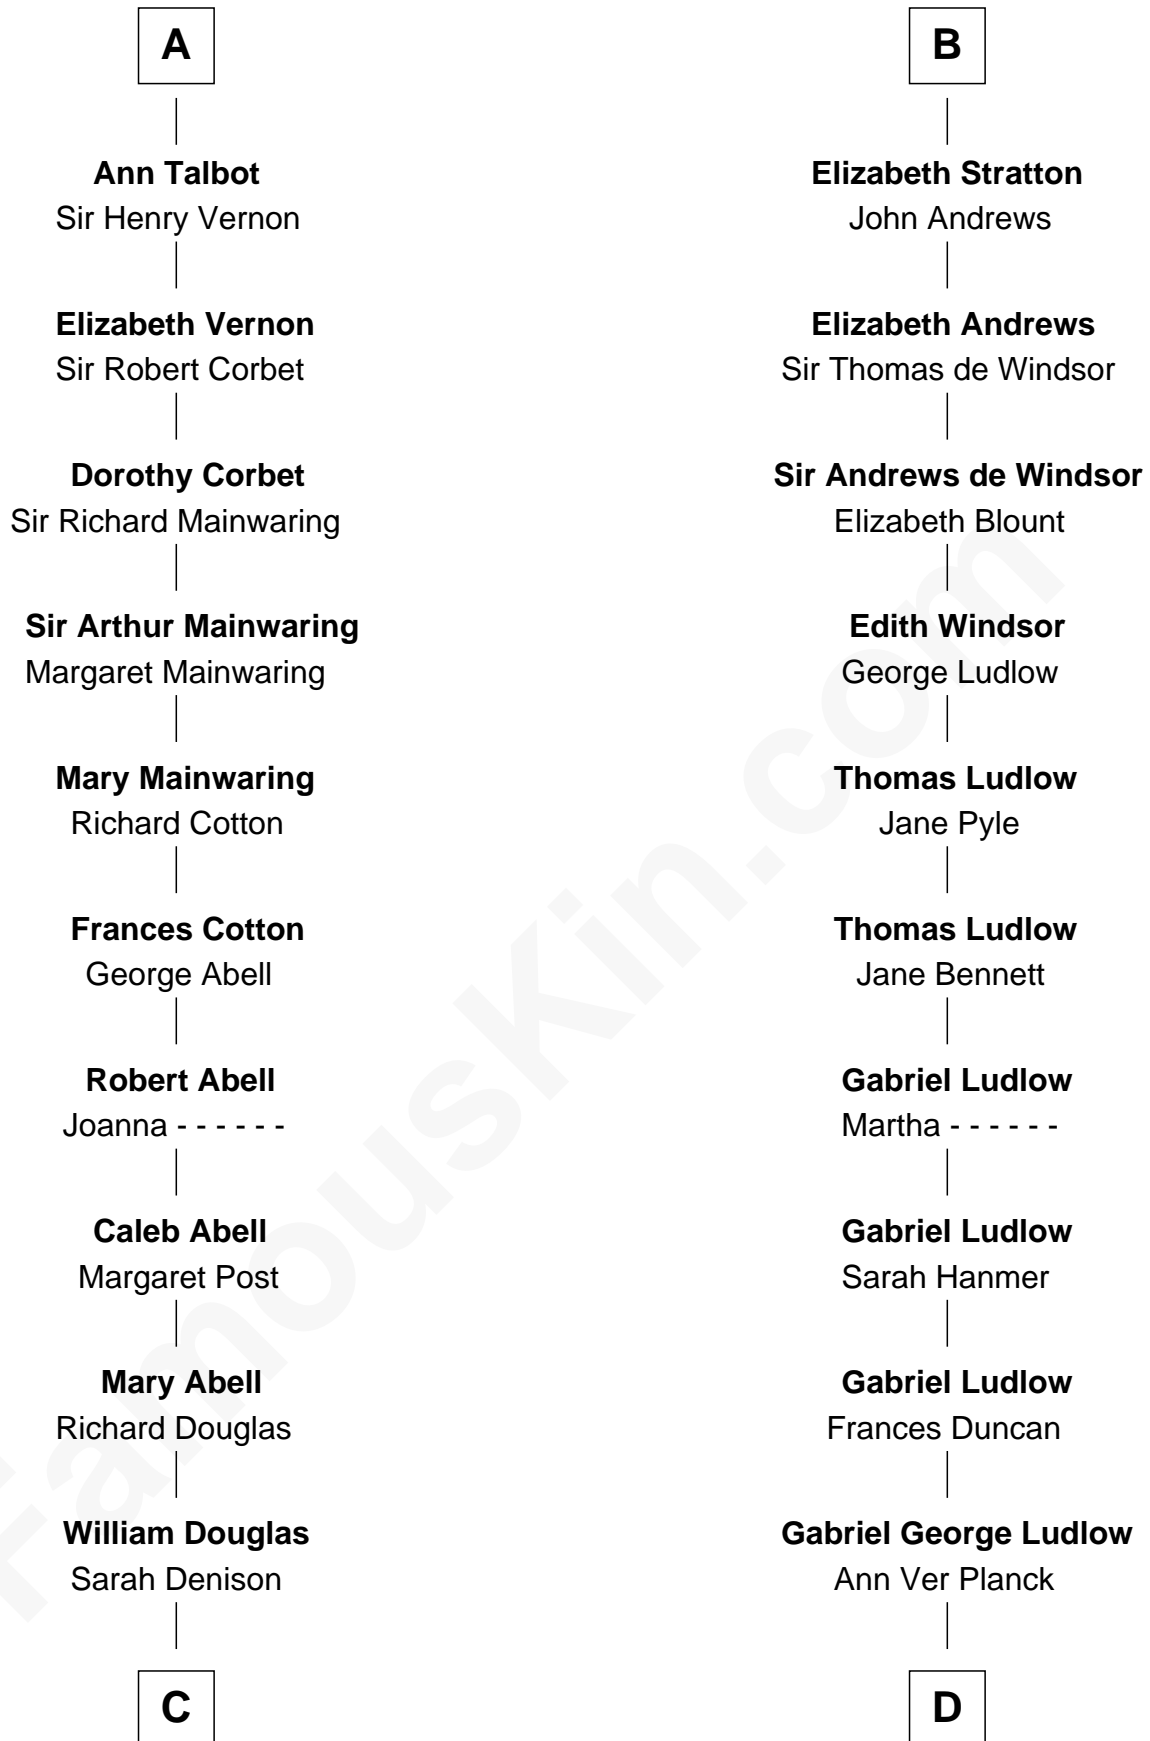 A
Ann Talbot
Sir Henry Vernon
Elizabeth Vernon
Sir Robert Corbet
Dorothy Corbet
Sir Richard Mainwaring
Sir Arthur Mainwaring
Margaret Mainwaring
Mary Mainwaring
Richard Cotton
Frances Cotton
George Abell
Robert Abell
Joanna - - - - - -
Caleb Abell
Margaret Post
Mary Abell
Richard Douglas
William Douglas
Sarah Denison
C
B
Elizabeth Stratton
John Andrews
Elizabeth Andrews
Sir Thomas de Windsor
Sir Andrews de Windsor
Elizabeth Blount
Edith Windsor
George Ludlow
Thomas Ludlow
Jane Pyle
Thomas Ludlow
Jane Bennett
Gabriel Ludlow
Martha - - - - - -
Gabriel Ludlow
Sarah Hanmer
Gabriel Ludlow
Frances Duncan
Gabriel George Ludlow
Ann Ver Planck
D
FamousKin.com